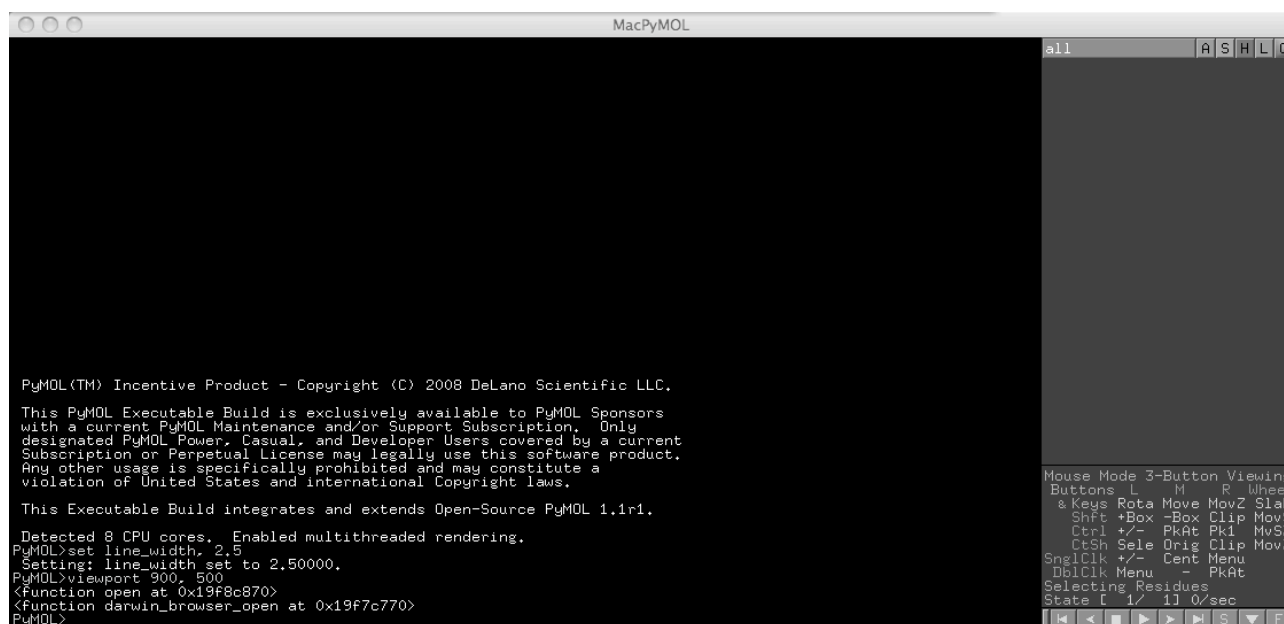 MacPyMOL
all A S H L
PyMOL(TM) Incentive Product - Copyright (C) 2008 DeLano Scientific LLC.
This PyMOL Executable Build is exclusively available to PyMOL Sponsors
with a current PyMOL Maintenance and/or Support Subscription. Only
designated PyMOL Power, Casual, and Developer Users covered by a current
Subscription or Perpetual License may legally use this software product.
Any other usage is specifically prohibited and may constitute a
violation of United States and international Copyright laws.
This Executable Build integrates and extends Open-Source PyMOL 1.1r1.
Detected 8 CPU cores. Enabled multithreaded rendering.
PyMOL>set line_width, 2.5
Setting: line_width set to 2.50000.
PyMOL>viewport 900, 500
<function open at 0x19f8c870>
<function darwin_browser_open at 0x19f7c770>
PyMOL>
Mouse Mode 3-Button Viewin
Buttons L M R Whee
& Keys Rota Move MovZ Sla
Shft +Box -Box Clip Mov
Ctrl +/- PkAt Pk1 MvS
CtSh Sele Orig Clip Mov
SnglClk +/- Cent Menu
DblClk Menu - PkAt
Selecting Residues
State [ 1/ 1] 0/sec
S